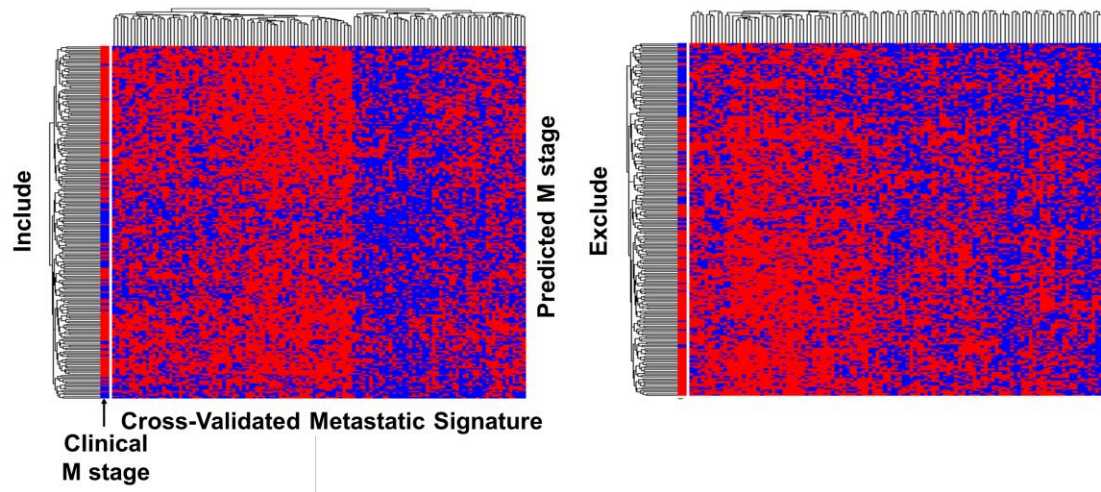 Include
Predicted M stage
Exclude
Cross-Validated Metastatic Signature
Clinical
M stage